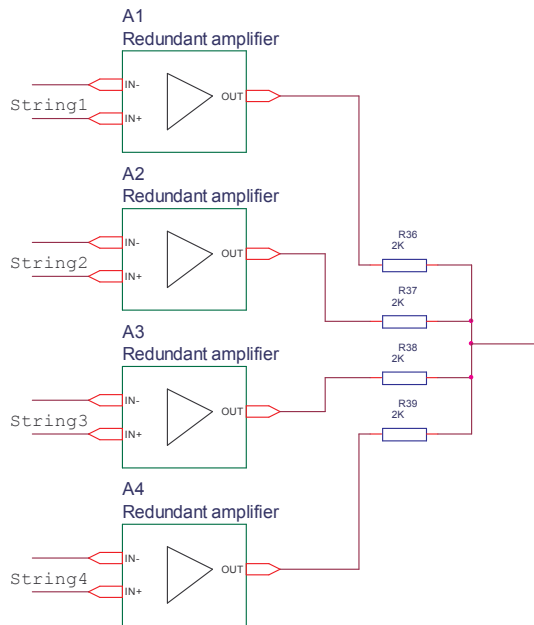 A1
Redundant amplifier
IN-
OUT
String1
IN+
A2
Redundant amplifier
IN-
OUT
String2
IN+
R36
2K
R37
2K
A3
Redundant amplifier
R38
2K
IN-
OUT
String3
IN+
R39
2K
A4
Redundant amplifier
IN-
OUT
String4
IN+